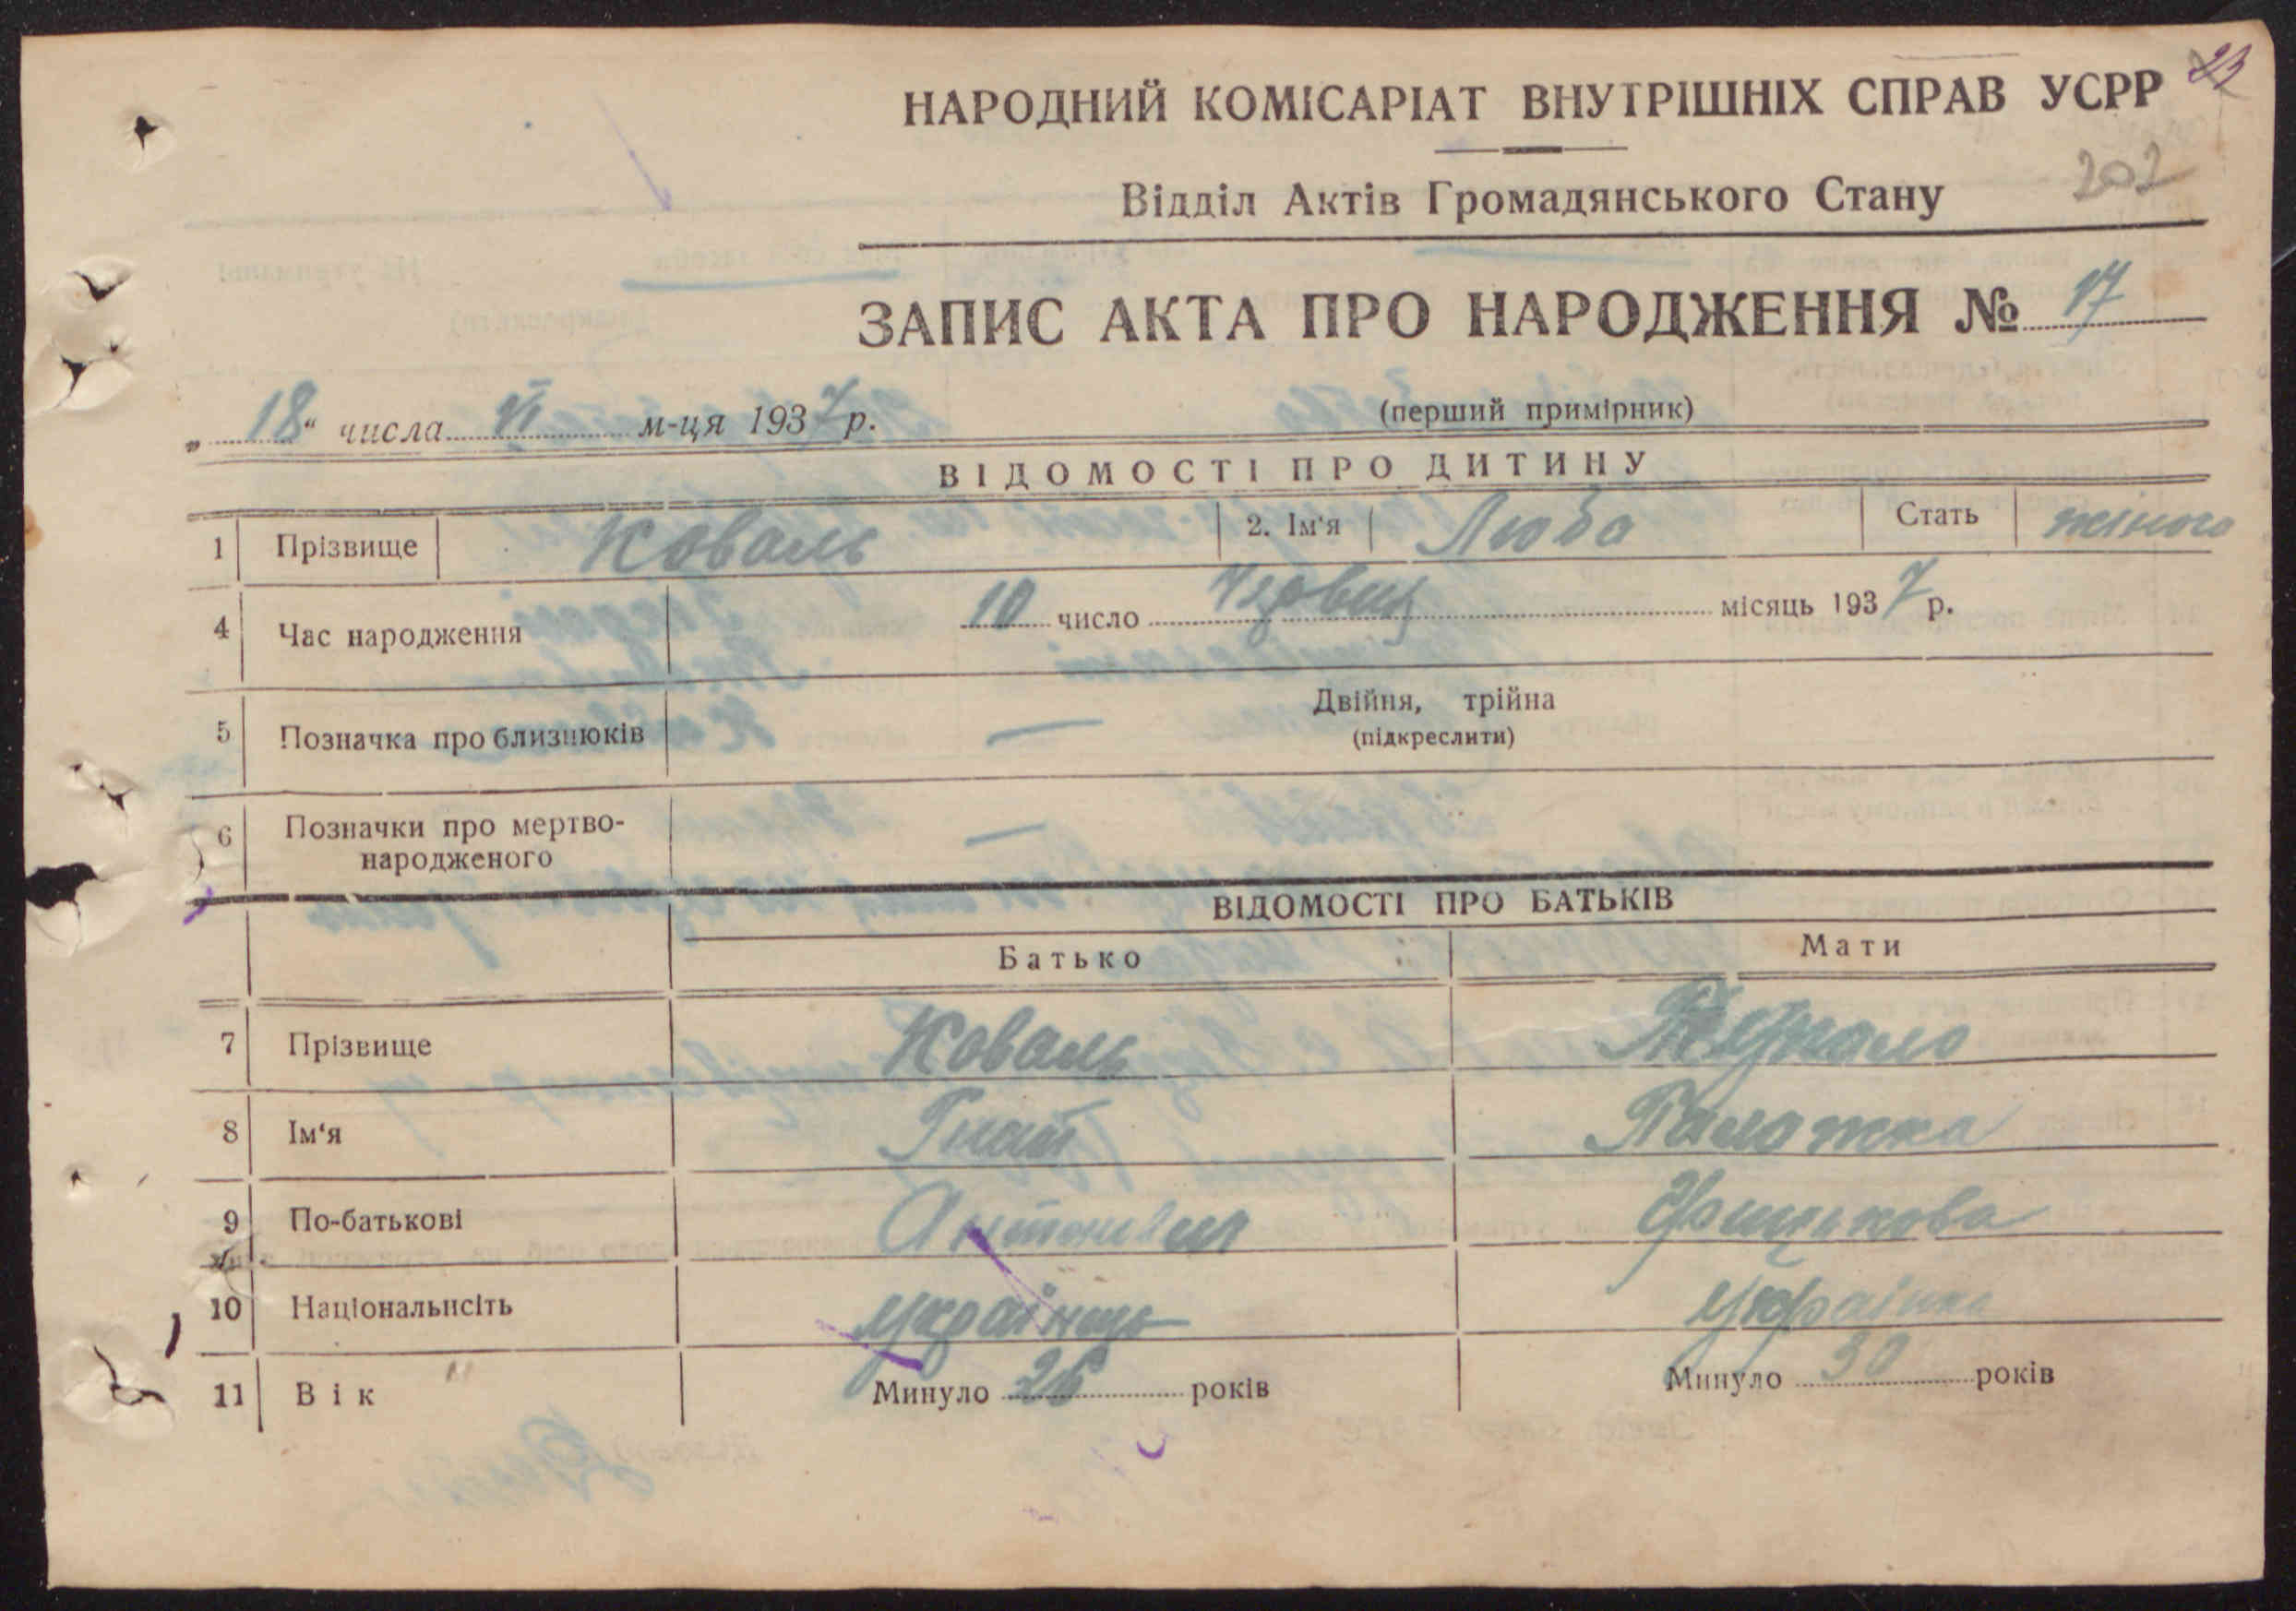 23
НАРОДНИЙ КОМІСАРІАТ ВНУТРІШНІХ СПРАВ УСРР
202
Відділ Актів Громадянського Стану
ЗАПИС АКТА ПРО НАРОДЖЕННЯ № 17
„18“ числа VI м-ця 1937 р.
(перший примірник)
ВІДОМОСТІ ПРО ДИТИНУ
1 Прізвище Коваль 2. Ім'я Люба Стать жіноча
4 Час народження 10 число Червня місяць 1937 р.
5 Позначка про близнюків — Двійня, трійна
(підкреслити)
6 Позначки про мертво-
народженого —
ВІДОМОСТІ ПРО БАТЬКІВ
Батько Мати
7 Прізвище Коваль
8 Ім'я Гнат Палажка
9 По-батькові Антонович
10 Національнсіть українець українка
11 Вік Минуло 26 років Минуло 30 років